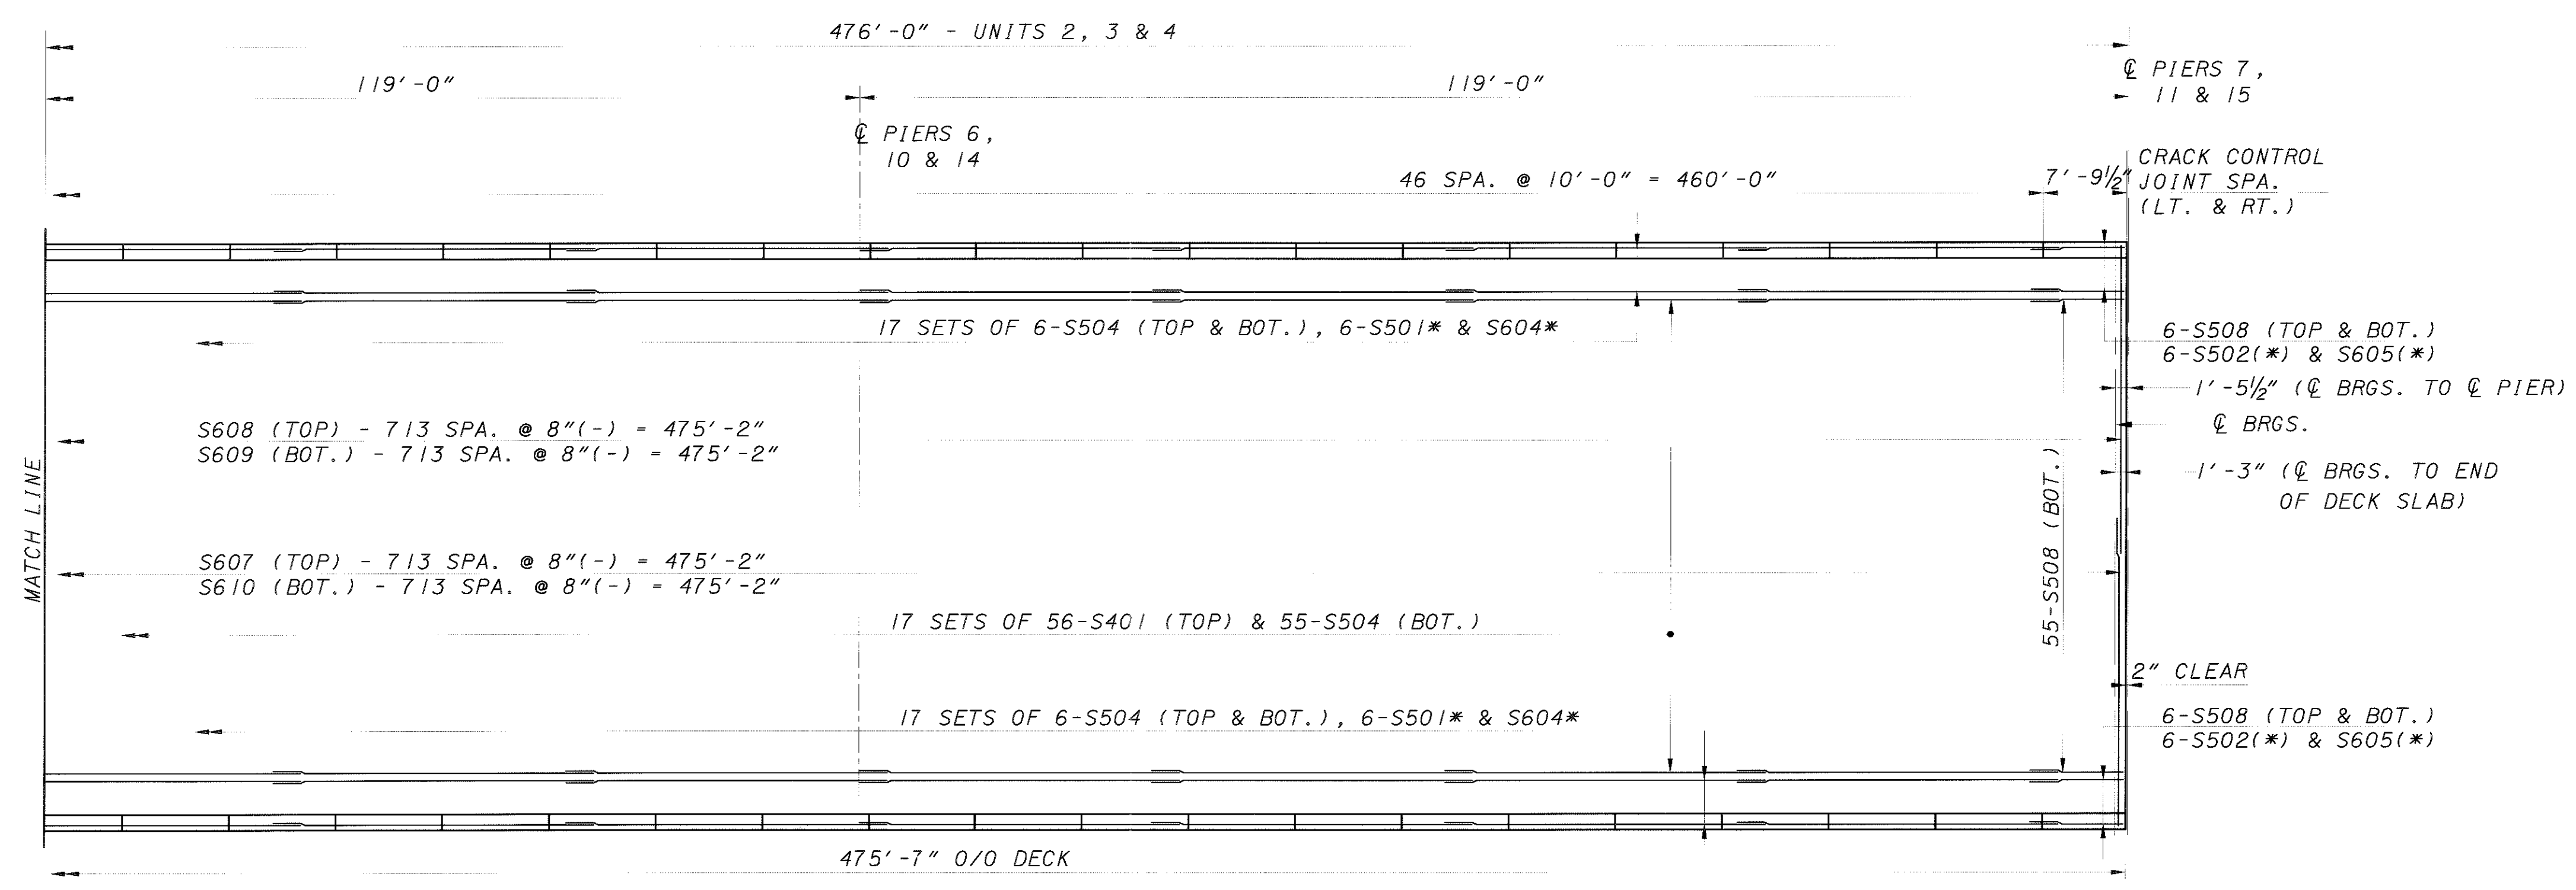 476'-0" - UNITS 2, 3 & 4
119'-0"
119'-0"
℄ PIERS 7,
11 & 15
℄ PIERS 6,
10 & 14
46 SPA. @ 10'-0" = 460'-0"
7'-9½"
CRACK CONTROL
JOINT SPA.
(LT. & RT.)
17 SETS OF 6-S504 (TOP & BOT.), 6-S501* & S604*
6-S508 (TOP & BOT.)
6-S502(*) & S605(*)
1'-5½" (℄ BRGS. TO ℄ PIER)
℄ BRGS.
S608 (TOP) - 713 SPA. @ 8"(-) = 475'-2"
S609 (BOT.) - 713 SPA. @ 8"(-) = 475'-2"
1'-3" (℄ BRGS. TO END
OF DECK SLAB)
MATCH LINE
55-S508 (BOT.)
S607 (TOP) - 713 SPA. @ 8"(-) = 475'-2"
S610 (BOT.) - 713 SPA. @ 8"(-) = 475'-2"
17 SETS OF 56-S401 (TOP) & 55-S504 (BOT.)
2" CLEAR
17 SETS OF 6-S504 (TOP & BOT.), 6-S501* & S604*
6-S508 (TOP & BOT.)
6-S502(*) & S605(*)
475'-7" O/O DECK